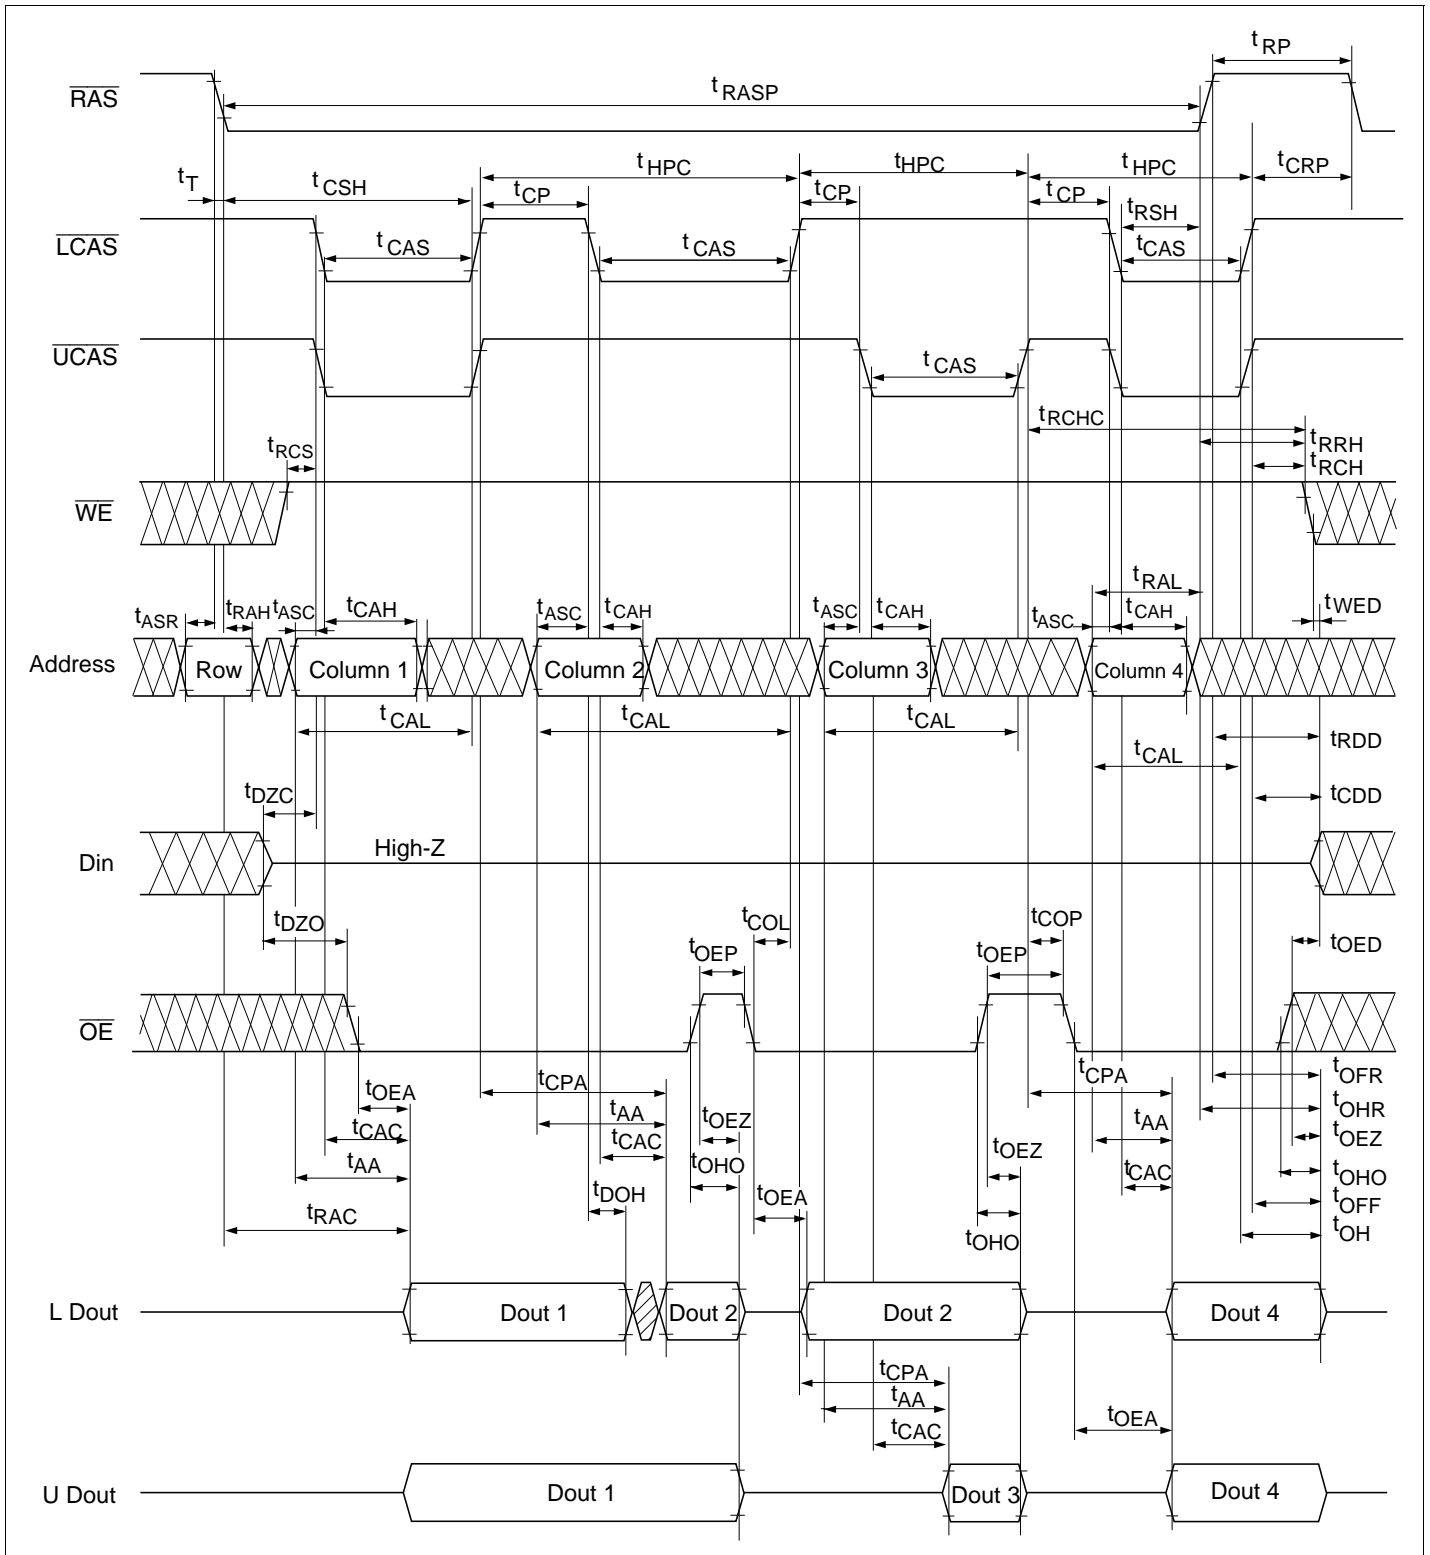 tRP
RAS
tRASP
tT
tCSH
tHPC
tHPC
tHPC
tCRP
tCP
tCP
tCP
tRSH
LCAS
tCAS
tCAS
tCAS
UCAS
tCAS
tRCHC
tRRH
tRCS
tRCH
WE
tRAL
tASR
tRAH
tASC
tCAH
tASC
tCAH
tASC
tCAH
tASC
tCAH
tWED
Address
Row
Column 1
Column 2
Column 3
Column 4
tCAL
tCAL
tCAL
tRDD
tCAL
tDZC
tCDD
Din
High-Z
tDZO
tCOL
tCOP
tOEP
tOEP
tOED
OE
tOEA
tCPA
tCPA
tOFR
tCAC
tAA
tOEZ
tAA
tOHR
tAA
tCAC
tOEZ
tOEZ
tOHO
tCAC
tOHO
tDOH
tOEA
tOFF
tRAC
tOHO
tOH
L Dout
Dout 1
Dout 2
Dout 2
Dout 4
tCPA
tAA
tCAC
tOEA
U Dout
Dout 1
Dout 3
Dout 4